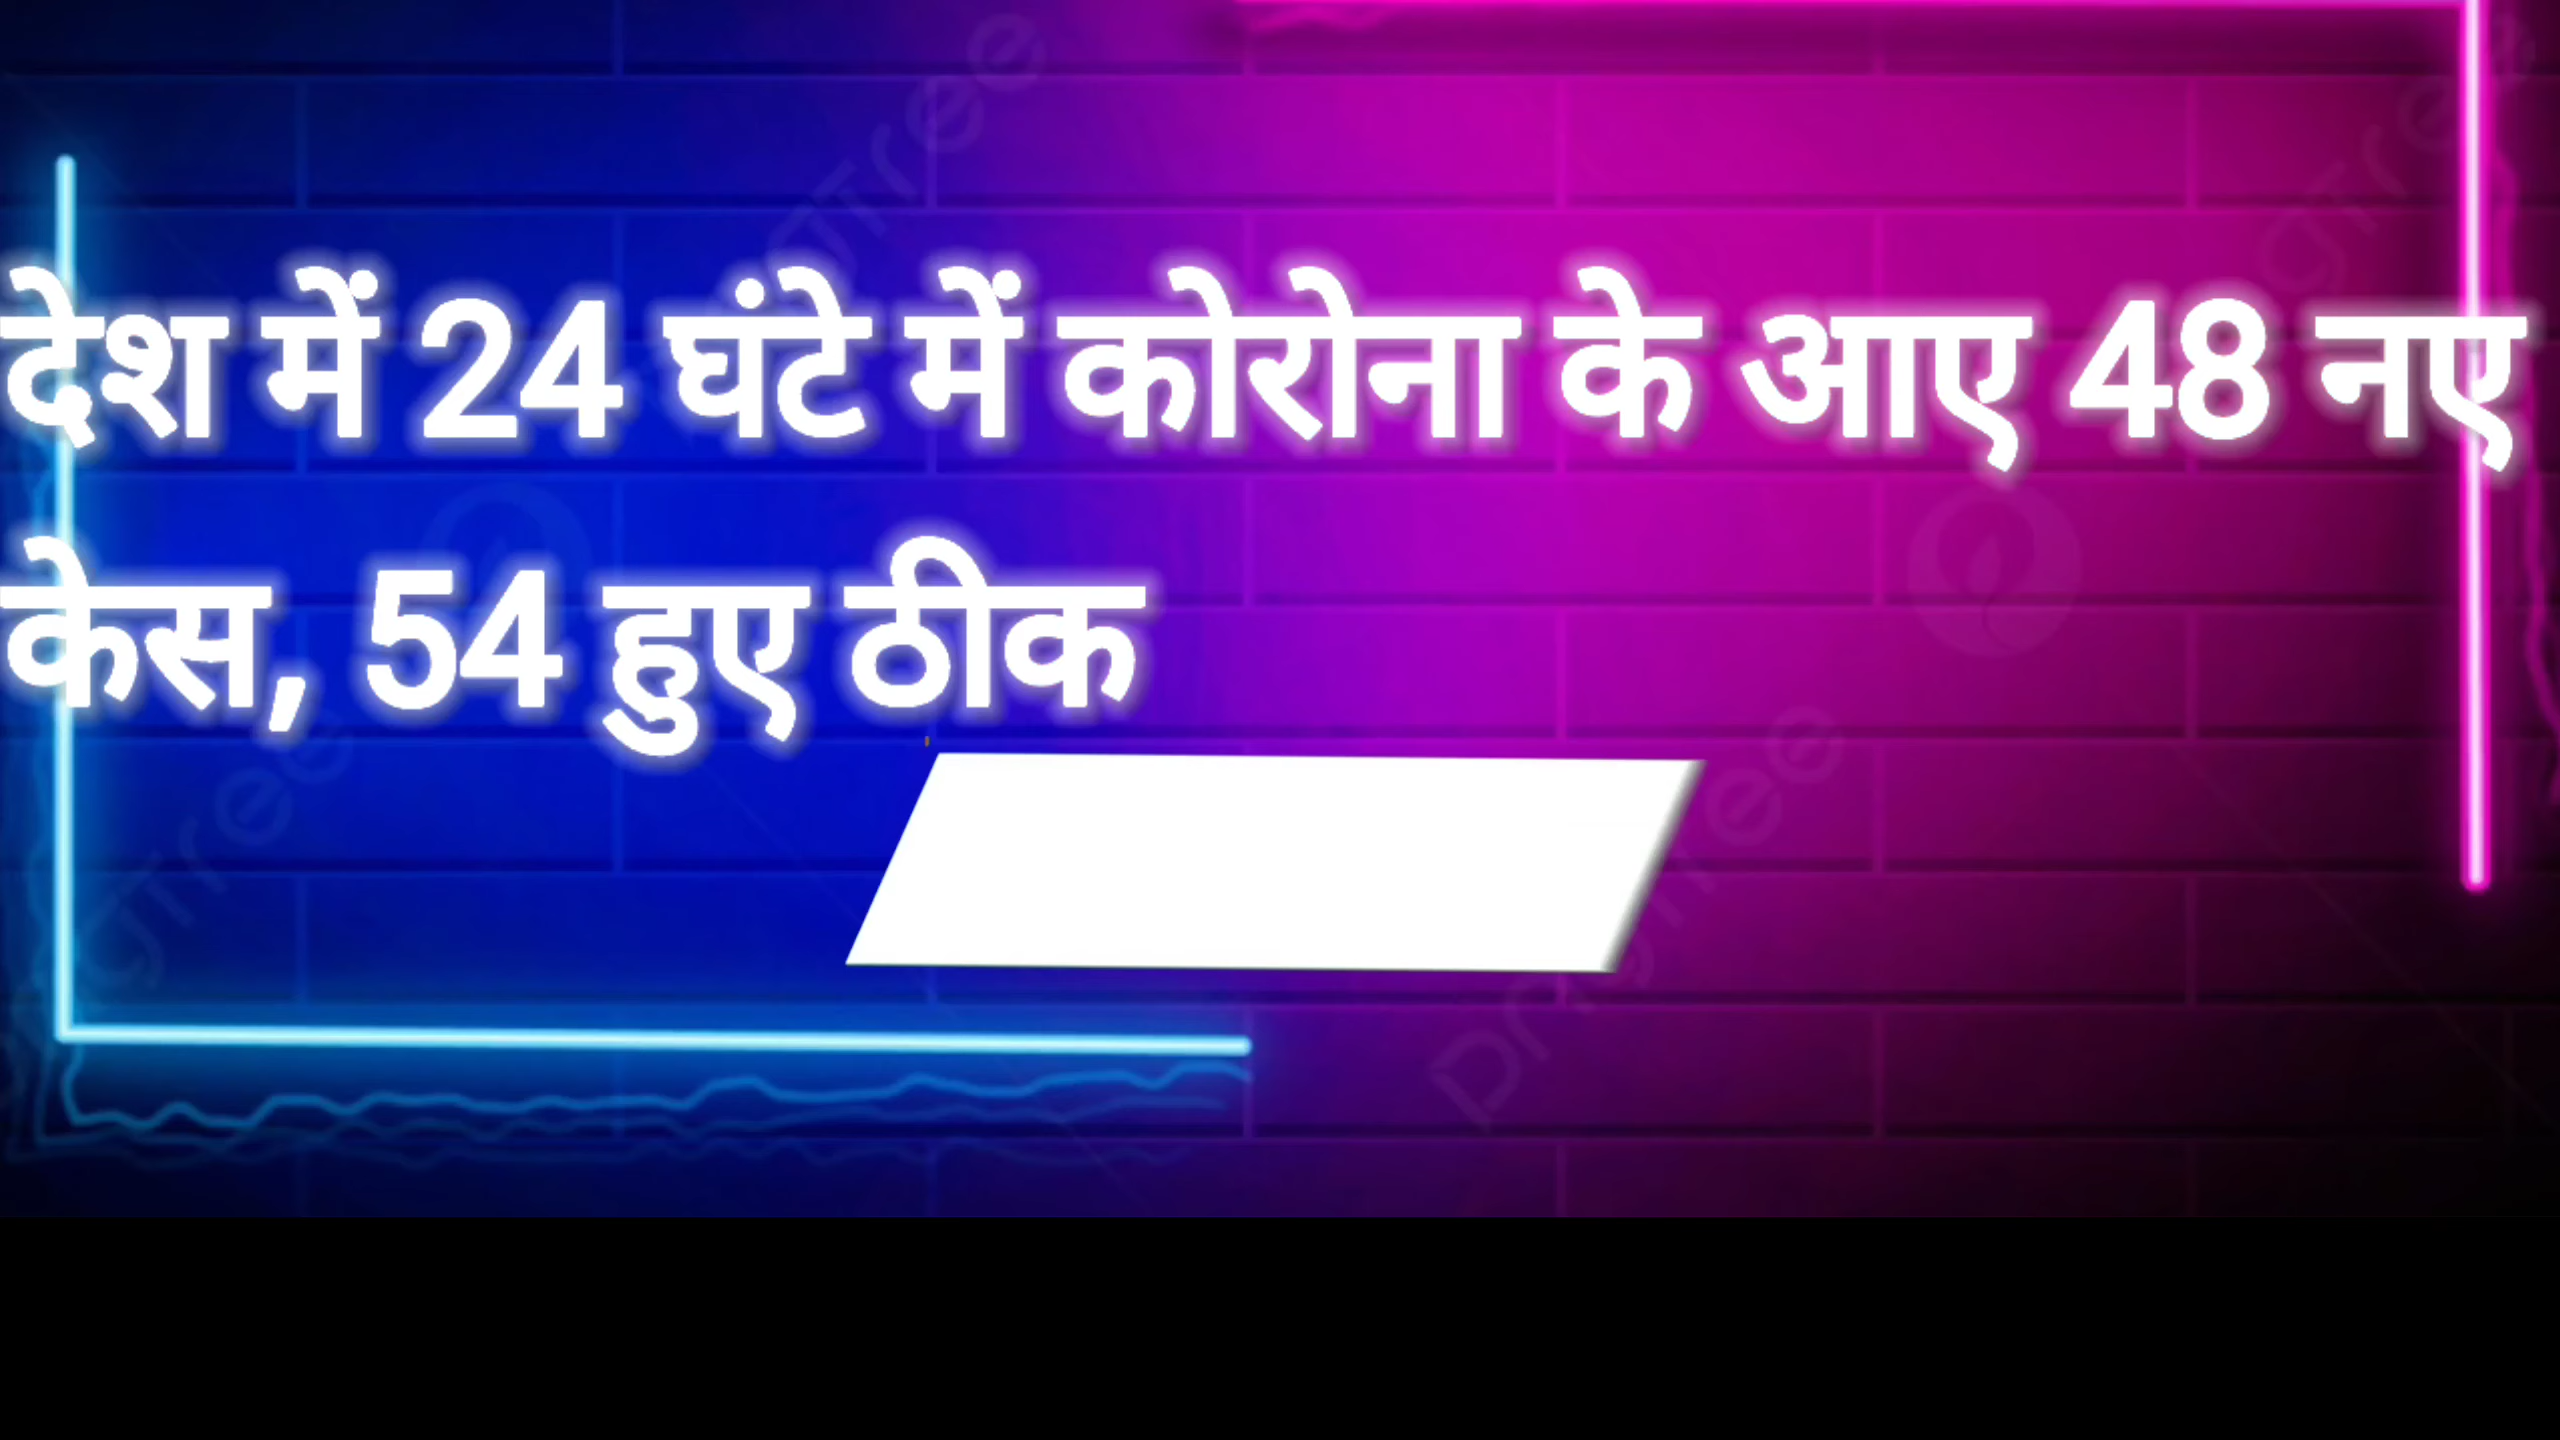 देश में 24 घंटे में कोरोना के आए 48 नए
केस, 54 हुए ठीक